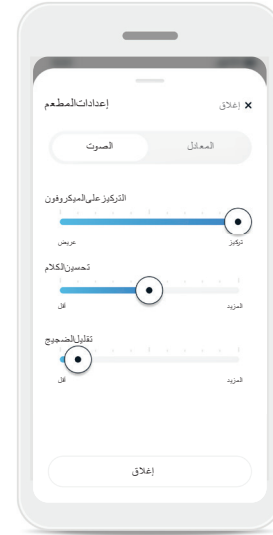 إعدادات المطعم
× إغلاق
الصوت
المعادل
التركيز على الميكروفون
عريض
تركيز
تحسين الكلام
أقل
المزيد
تقليل الضجيج
أقل
المزيد
إغلاق